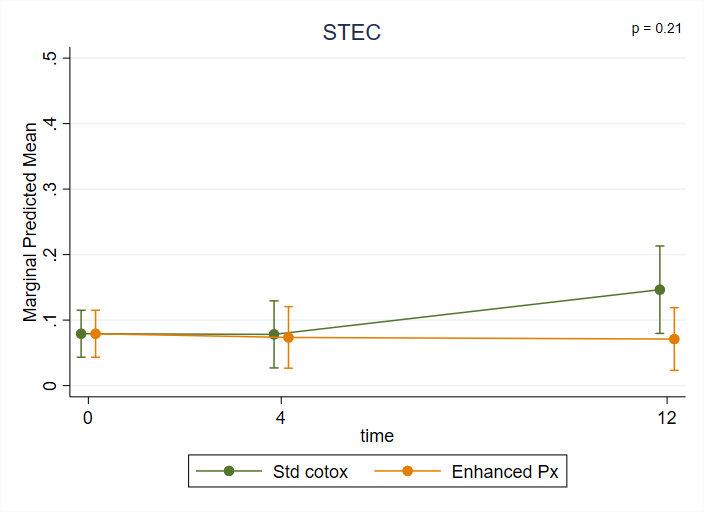 STEC
p = 0.21
Marginal Predicted Mean
.5
.4
.3
.2
.1
0
0 4 12
time
Std cotox Enhanced Px